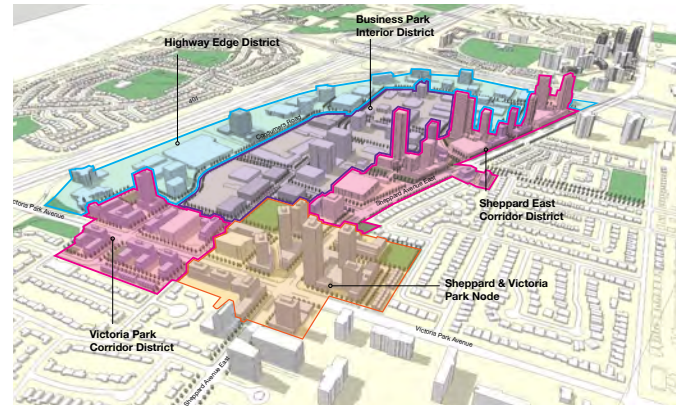 Business Park
Interior District
Highway Edge District
401
Consumers Road
Victoria Park Avenue
Sheppard Avenue East
Sheppard East
Corridor District
Sheppard & Victoria
Park Node
Victoria Park
Corridor District
Victoria Park Avenue
Sheppard Avenue East